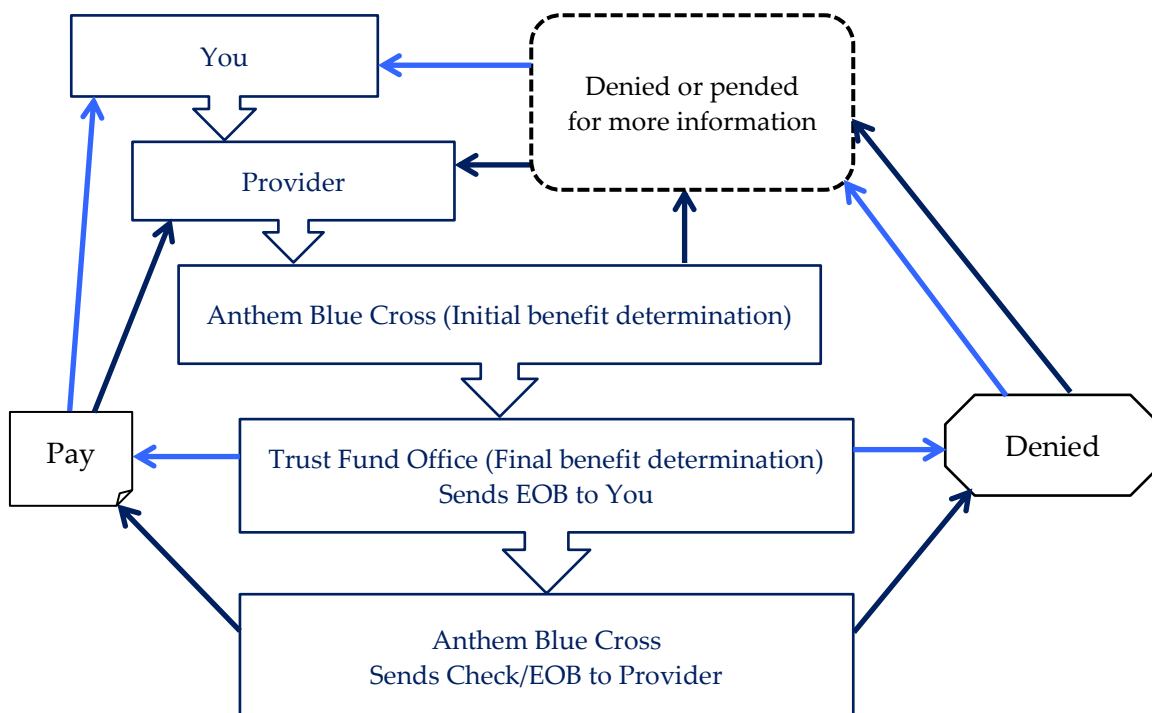 You
Denied or pended
for more information
Provider
Anthem Blue Cross (Initial benefit determination)
Pay
Trust Fund Office (Final benefit determination)
Sends EOB to You
Denied
Anthem Blue Cross
Sends Check/EOB to Provider